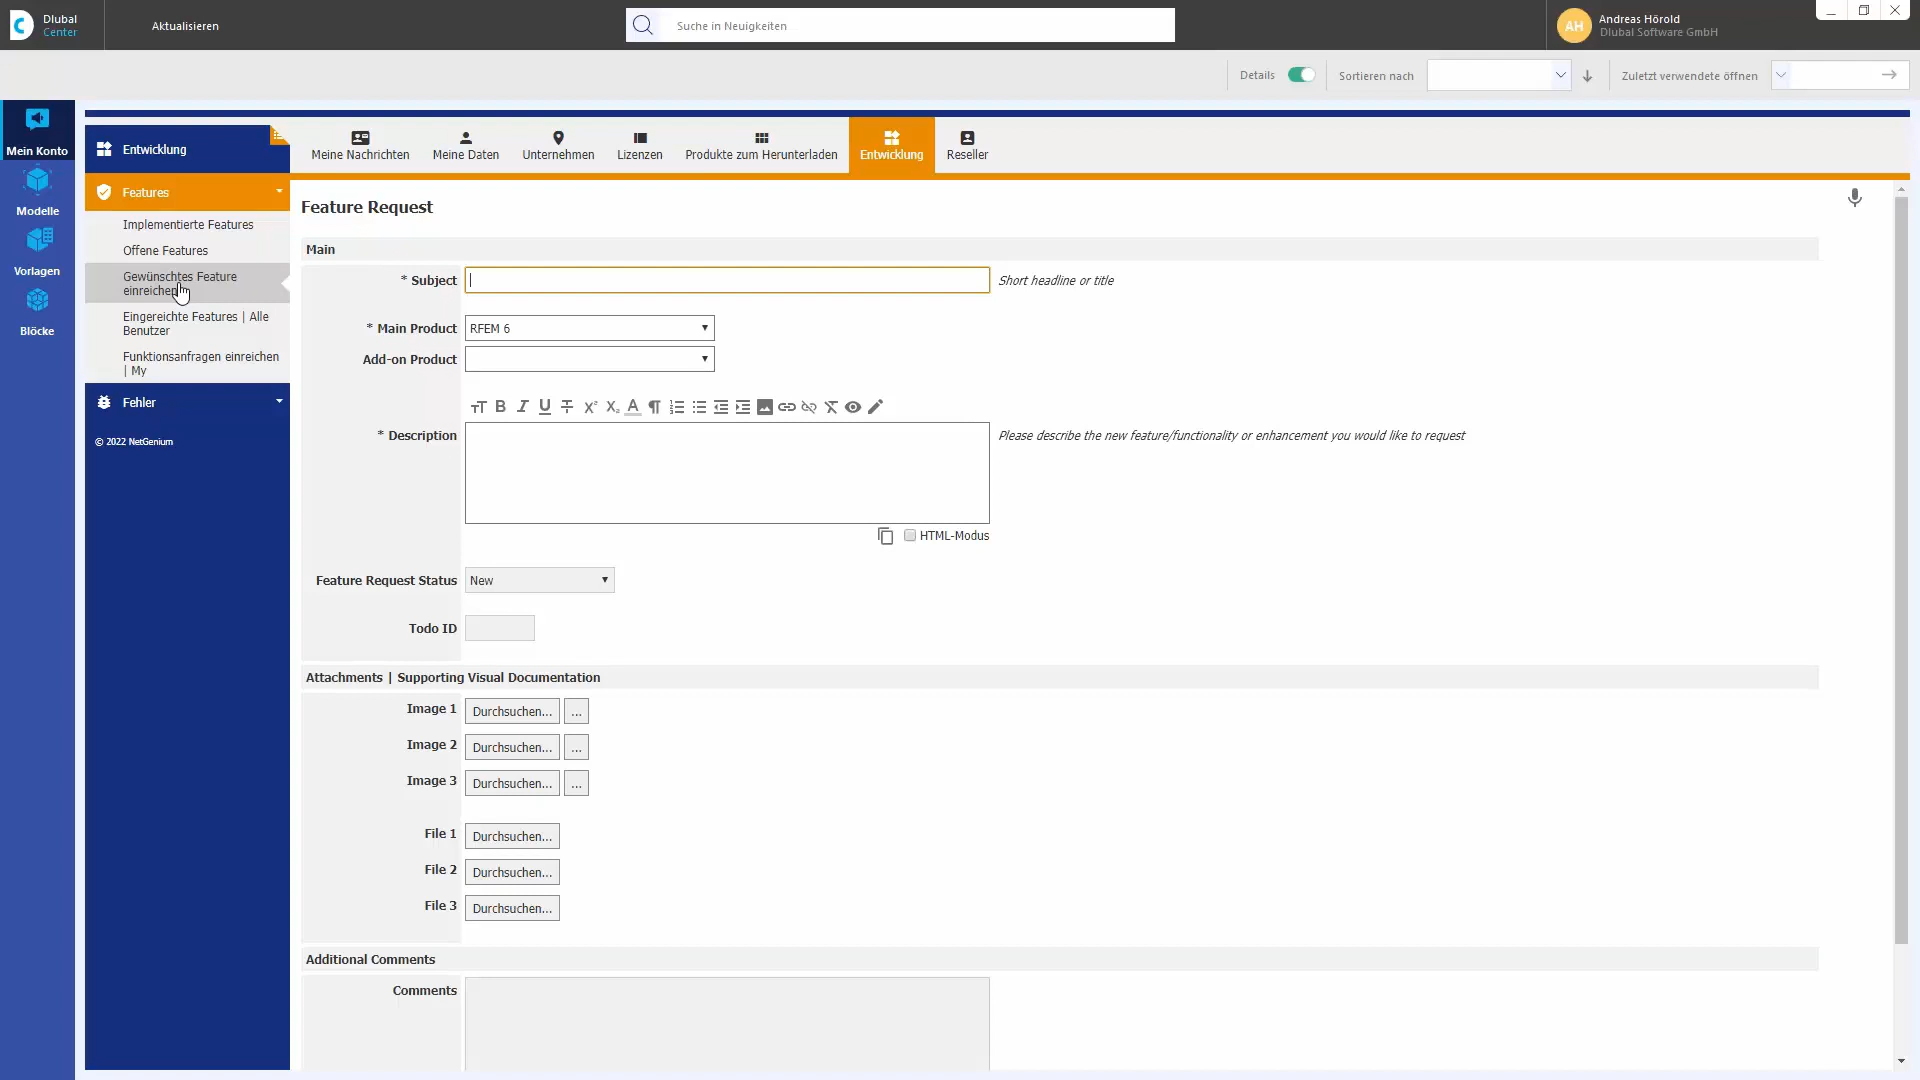 Dlubal
Center
Aktualisieren
Suche in Neuigkeiten
AH
Andreas Hörold
Dlubal Software GmbH
Details
Sortieren nach
Zuletzt verwendete öffnen
Mein Konto
Modelle
Vorlagen
Blöcke
Entwicklung
Features
Implementierte Features
Offene Features
Gewünschtes Feature
einreichen
Eingereichte Features | Alle
Benutzer
Funktionsanfragen einreichen
| My
Fehler
© 2022 NetGenium
Meine Nachrichten
Meine Daten
Unternehmen
Lizenzen
Produkte zum Herunterladen
Entwicklung
Reseller
Feature Request
Main
* Subject
Short headline or title
* Main Product
RFEM 6
Add-on Product
* Description
Please describe the new feature/functionality or enhancement you would like to request
HTML-Modus
Feature Request Status
New
Todo ID
Attachments | Supporting Visual Documentation
Image 1 Durchsuchen... ...
Image 2 Durchsuchen... ...
Image 3 Durchsuchen... ...
File 1 Durchsuchen...
File 2 Durchsuchen...
File 3 Durchsuchen...
Additional Comments
Comments